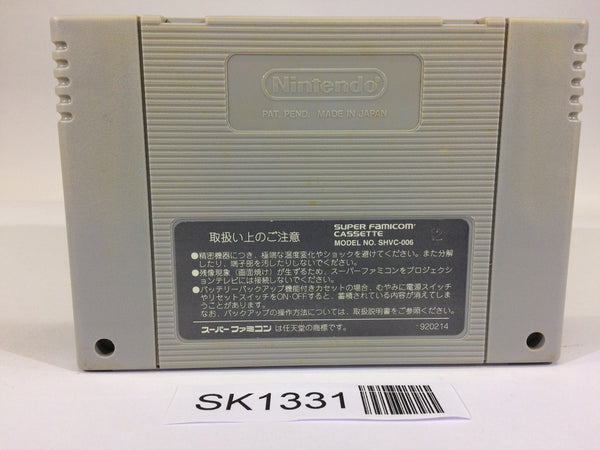 Nintendo
PAT. PEND. MADE IN JAPAN
取扱い上のご注意
SUPER FAMICOM
CASSETTE
MODEL NO. SHVC-006
12
●精密機器につき、極端な温度変化やショックを避けてください。また分解
したり、端子部を汚したりしないでください。
●残像現象（画面焼け）が生ずるため、スーパーファミコンをプロジェクシ
ョンテレビには接続しないでください。
●バッテリーバックアップ機能付きカセットの場合、むやみに電源スイッチ
やリセットスイッチをON・OFFすると、蓄積されている内容が消えてしま
うことがあります。
なお、バックアップの操作方法については、取扱説明書をご参照ください。
スーパーファミコン は任天堂の商標です。
920214
SK1331